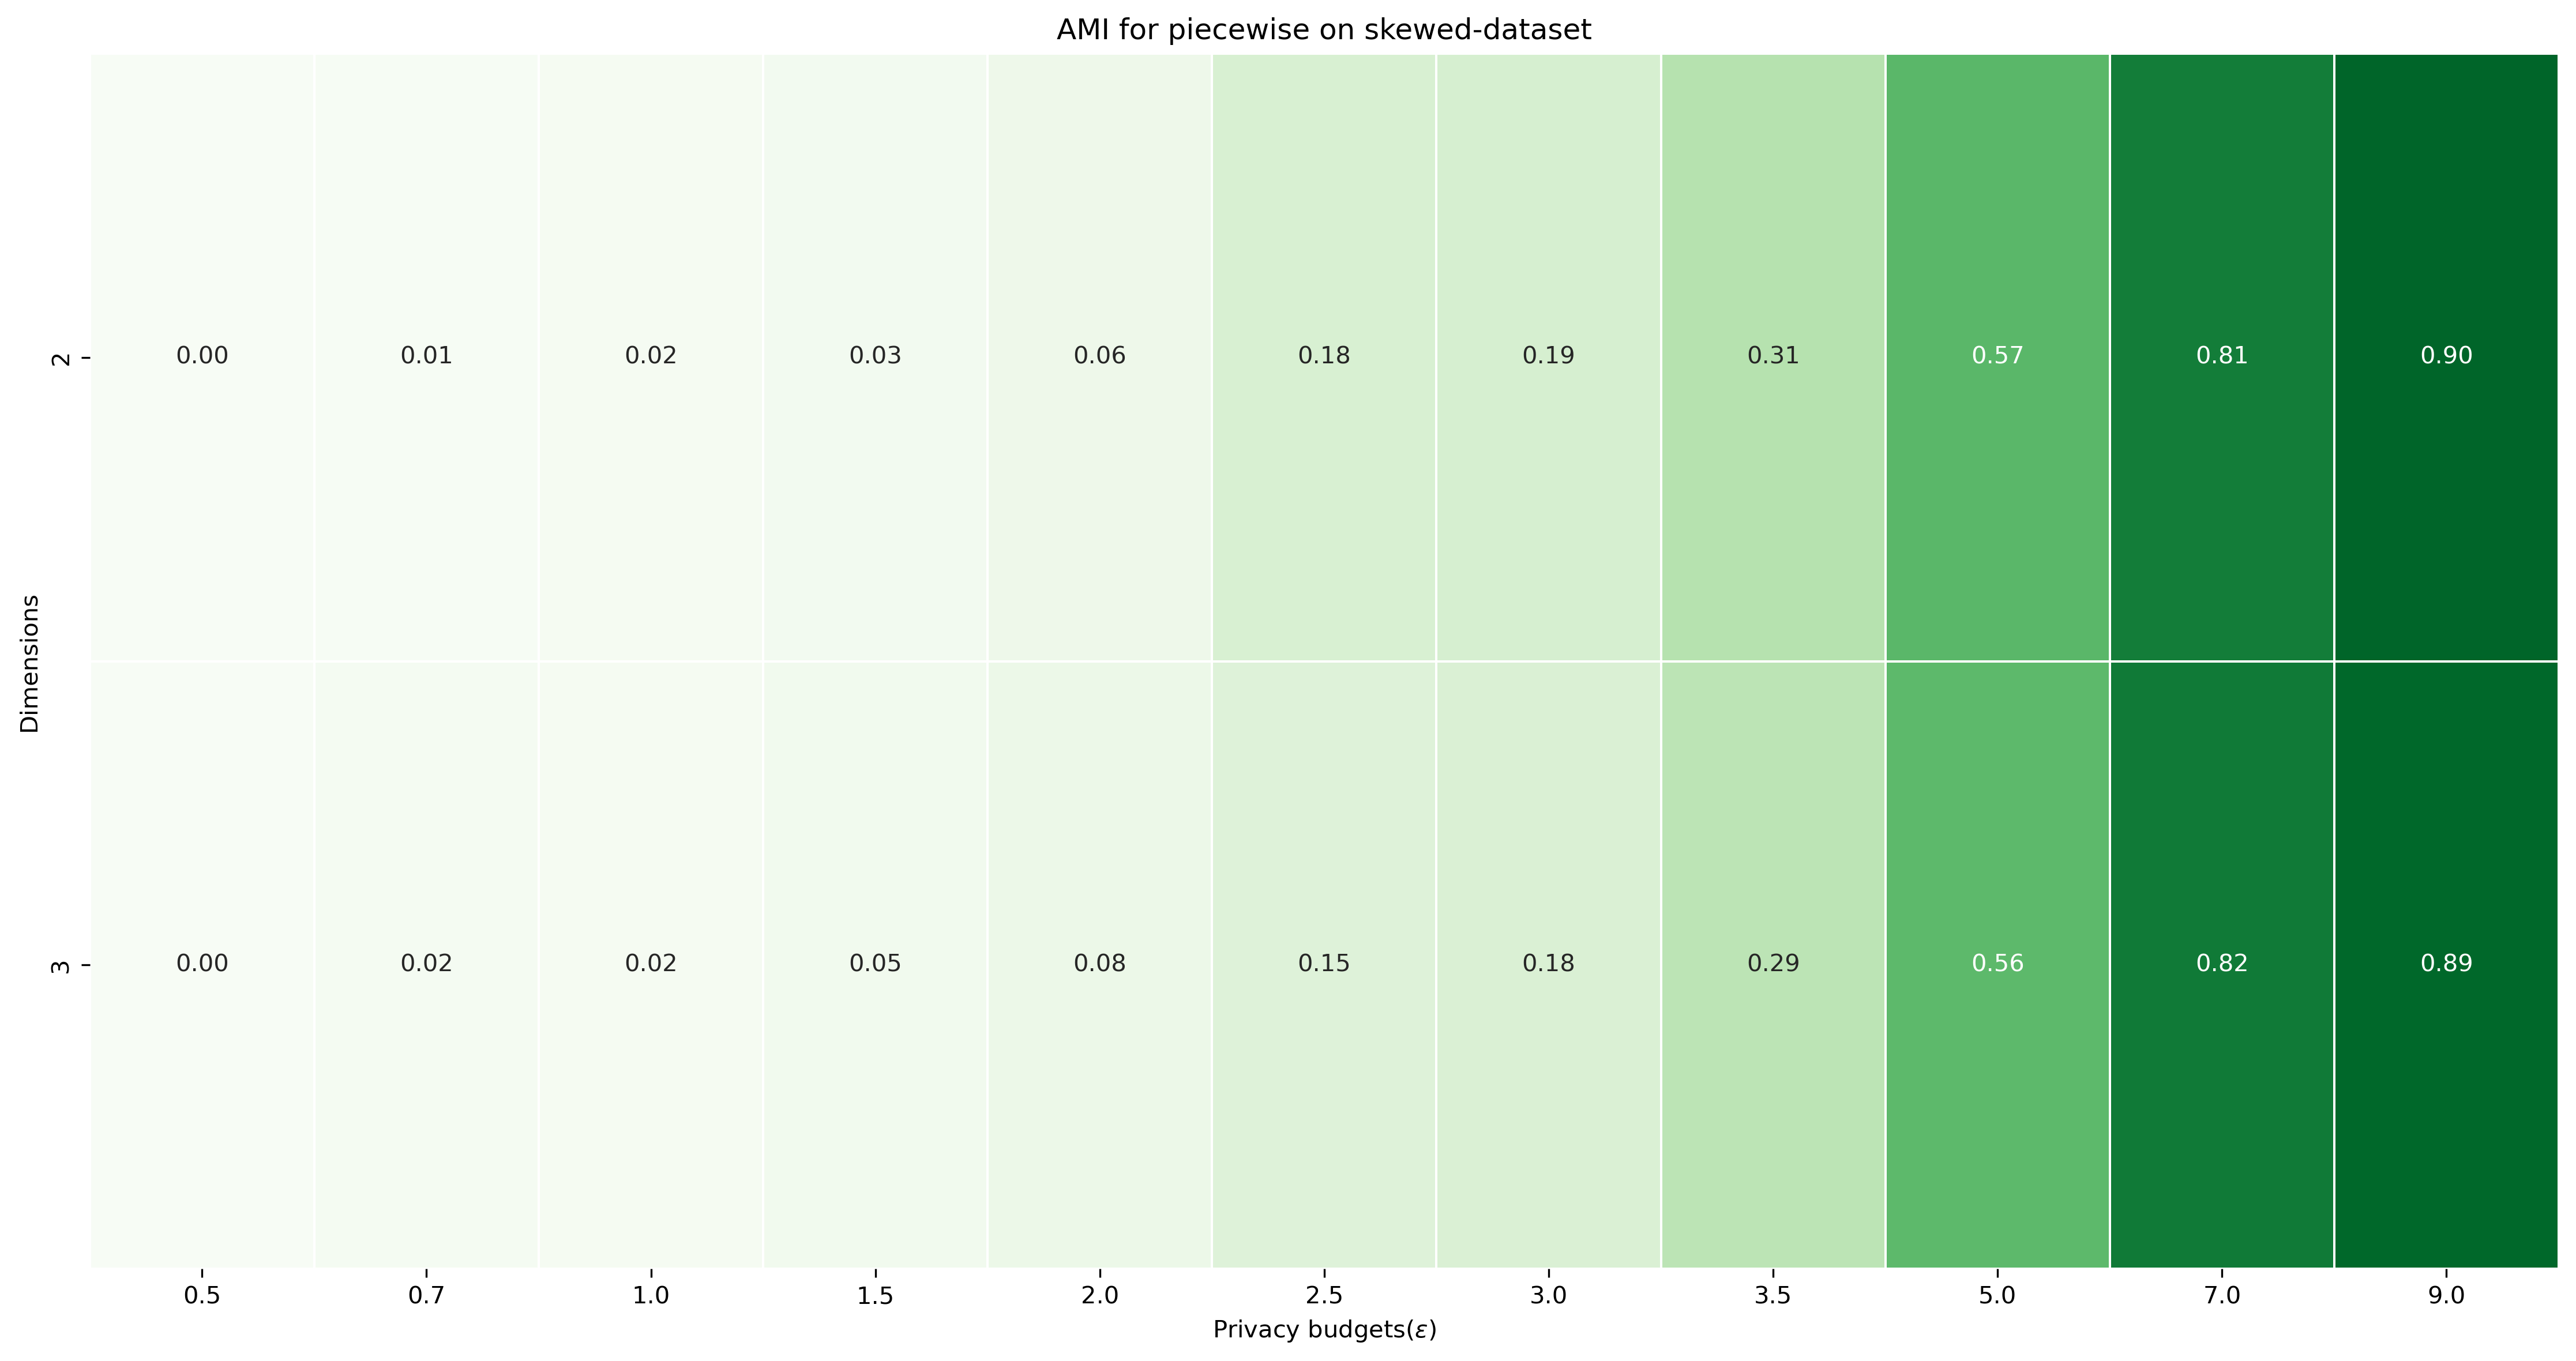 AMI for piecewise on skewed-dataset
2
0.00 0.01 0.02 0.03 0.06 0.18 0.19 0.31 0.57 0.81 0.90
Dimensions
3
0.00 0.02 0.02 0.05 0.08 0.15 0.18 0.29 0.56 0.82 0.89
0.5 0.7 1.0 1.5 2.0 2.5 3.0 3.5 5.0 7.0 9.0
Privacy budgets(ε)